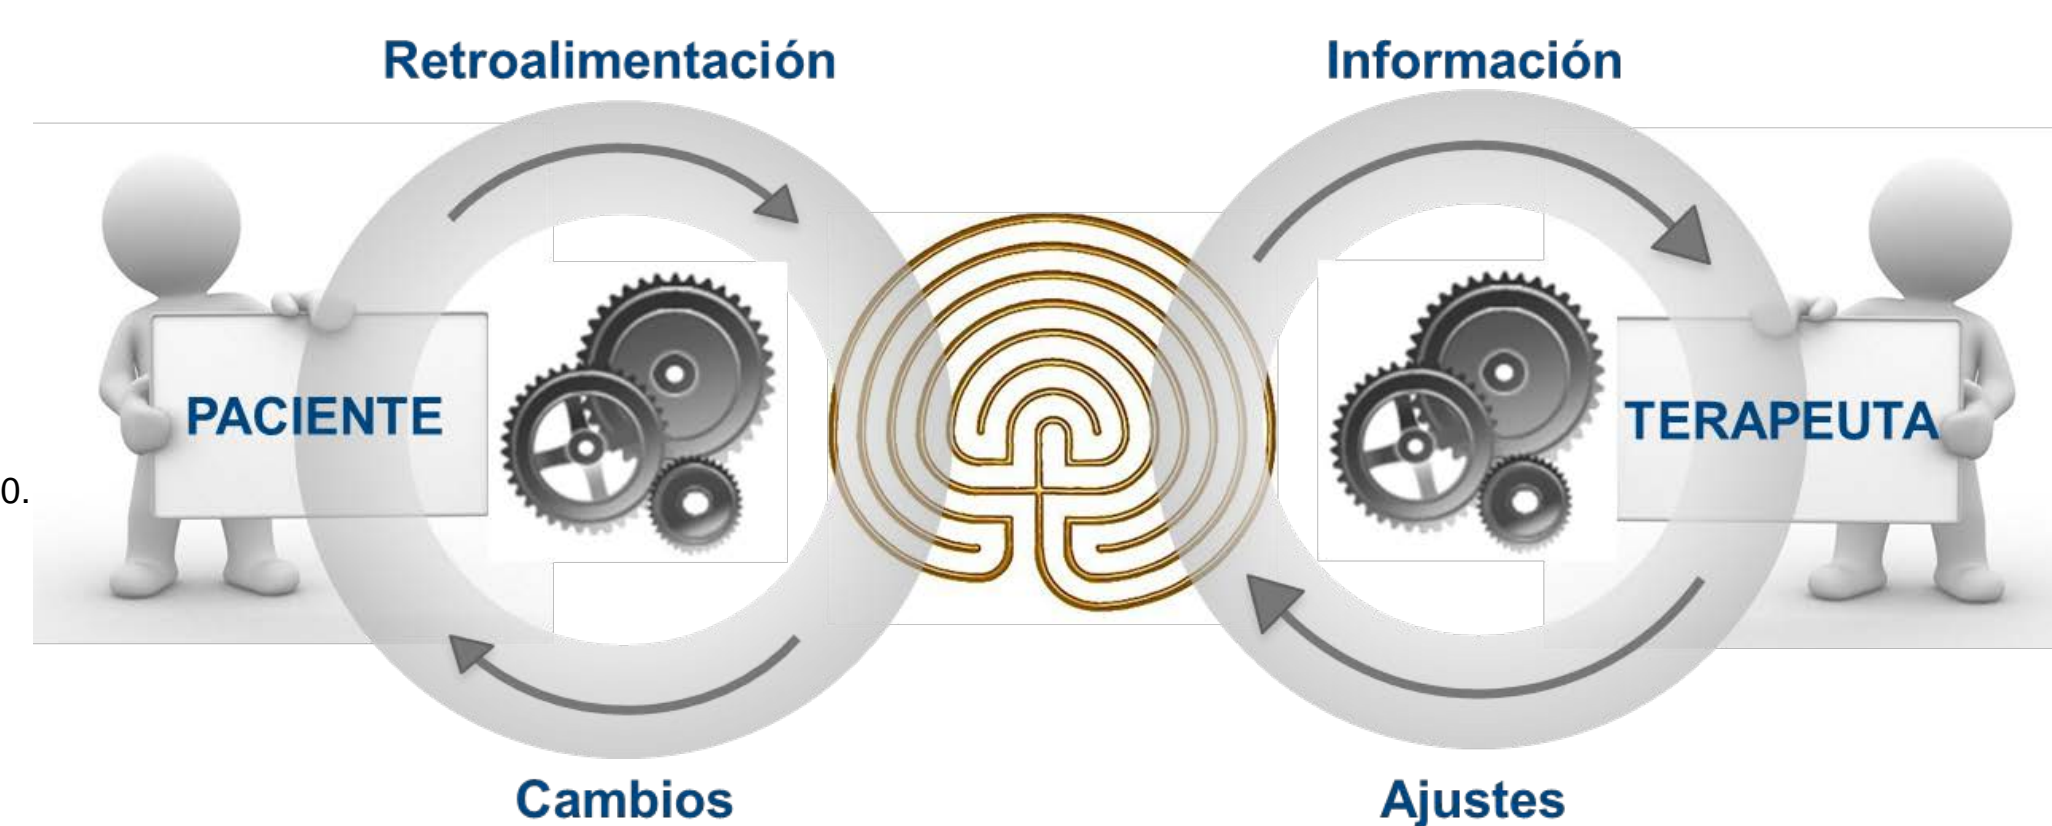 Retroalimentación
Información
PACIENTE
TERAPEUTA
0.
Cambios
Ajustes